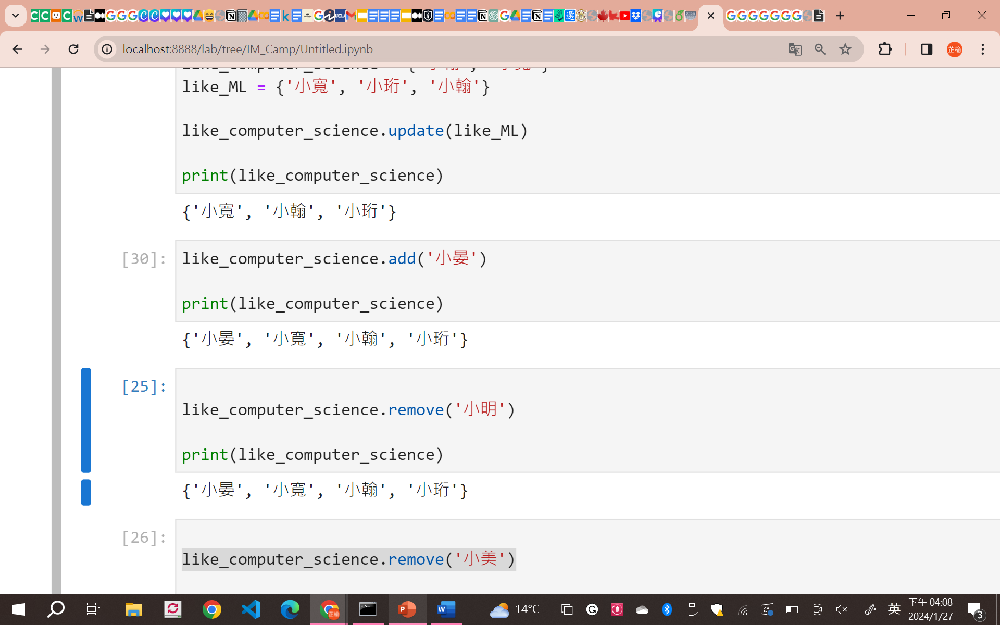 localhost:8888/lab/tree/IM_Camp/Untitled.ipynb
芷榆
like_ML = {'小寬', '小珩', '小翰'}
like_computer_science.update(like_ML)
print(like_computer_science)
{'小寬', '小翰', '小珩'}
[30]:
like_computer_science.add('小晏')
print(like_computer_science)
{'小晏', '小寬', '小翰', '小珩'}
[25]:
like_computer_science.remove('小明')
print(like_computer_science)
{'小晏', '小寬', '小翰', '小珩'}
[26]:
like_computer_science.remove('小美')
14°C
英
下午 04:08
2024/1/27
3